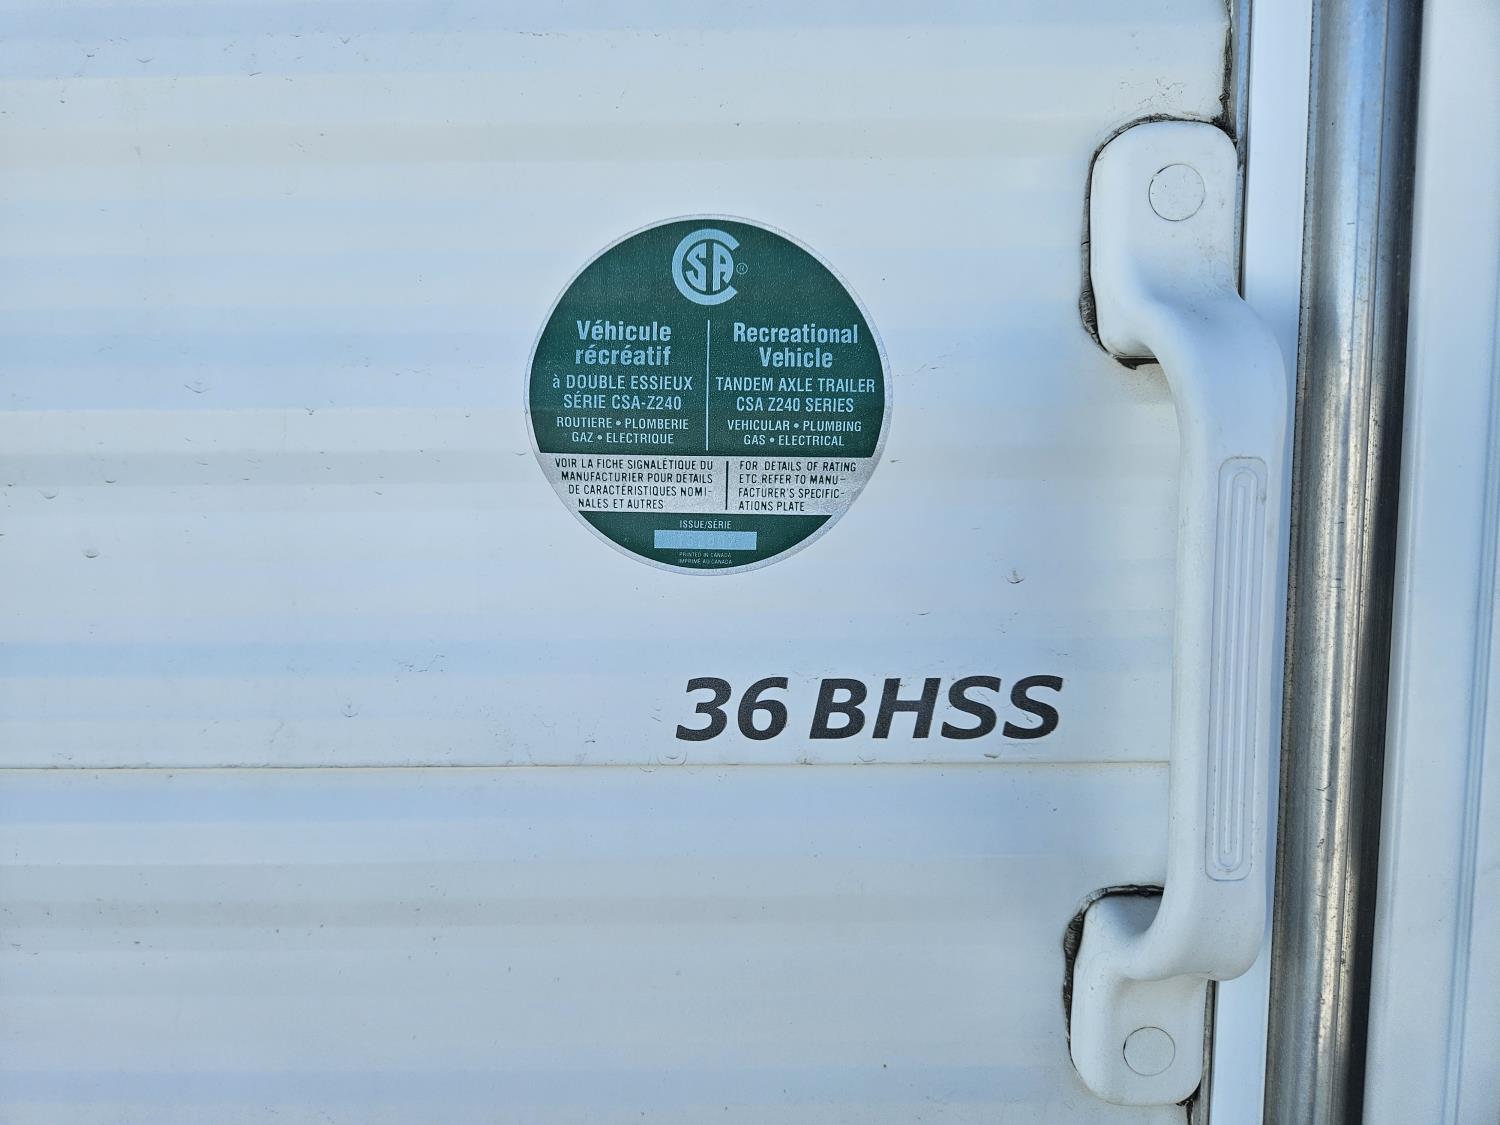 CSA®
Véhicule
récréatif
à DOUBLE ESSIEUX
SÉRIE CSA-Z240
ROUTIERE • PLOMBERIE
GAZ • ELECTRIQUE
Recreational
Vehicle
TANDEM AXLE TRAILER
CSA Z240 SERIES
VEHICULAR • PLUMBING
GAS • ELECTRICAL
VOIR LA FICHE SIGNALÉTIQUE DU
MANUFACTURIER POUR DÉTAILS
DE CARACTÉRISTIQUES NOMI-
NALES ET AUTRES
FOR DETAILS OF RATING
ETC. REFER TO MANU-
FACTURER'S SPECIFIC-
ATIONS PLATE
ISSUE/SÉRIE
PRINTED IN CANADA
IMPRIMÉ AU CANADA
36 BHSS